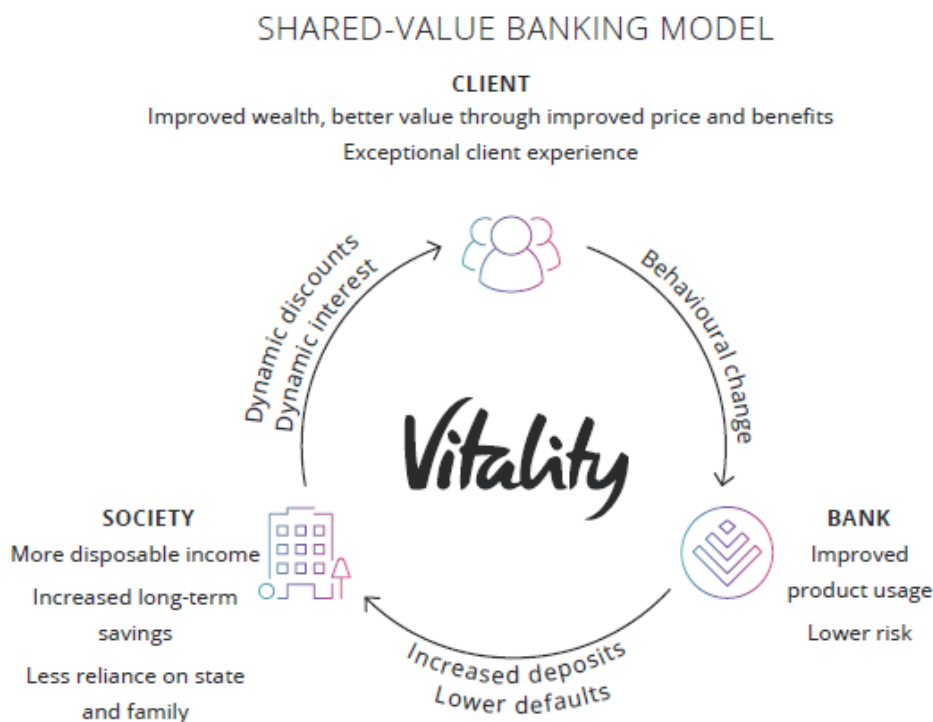 SHARED-VALUE BANKING MODEL
CLIENT
Improved wealth, better value through improved price and benefits
Exceptional client experience
Dynamic discounts
Dynamic interest
Behavioural change
Vitality
SOCIETY
More disposable income
Increased long-term
savings
Less reliance on state
and family
BANK
Improved
product usage
Lower risk
Increased deposits
Lower defaults